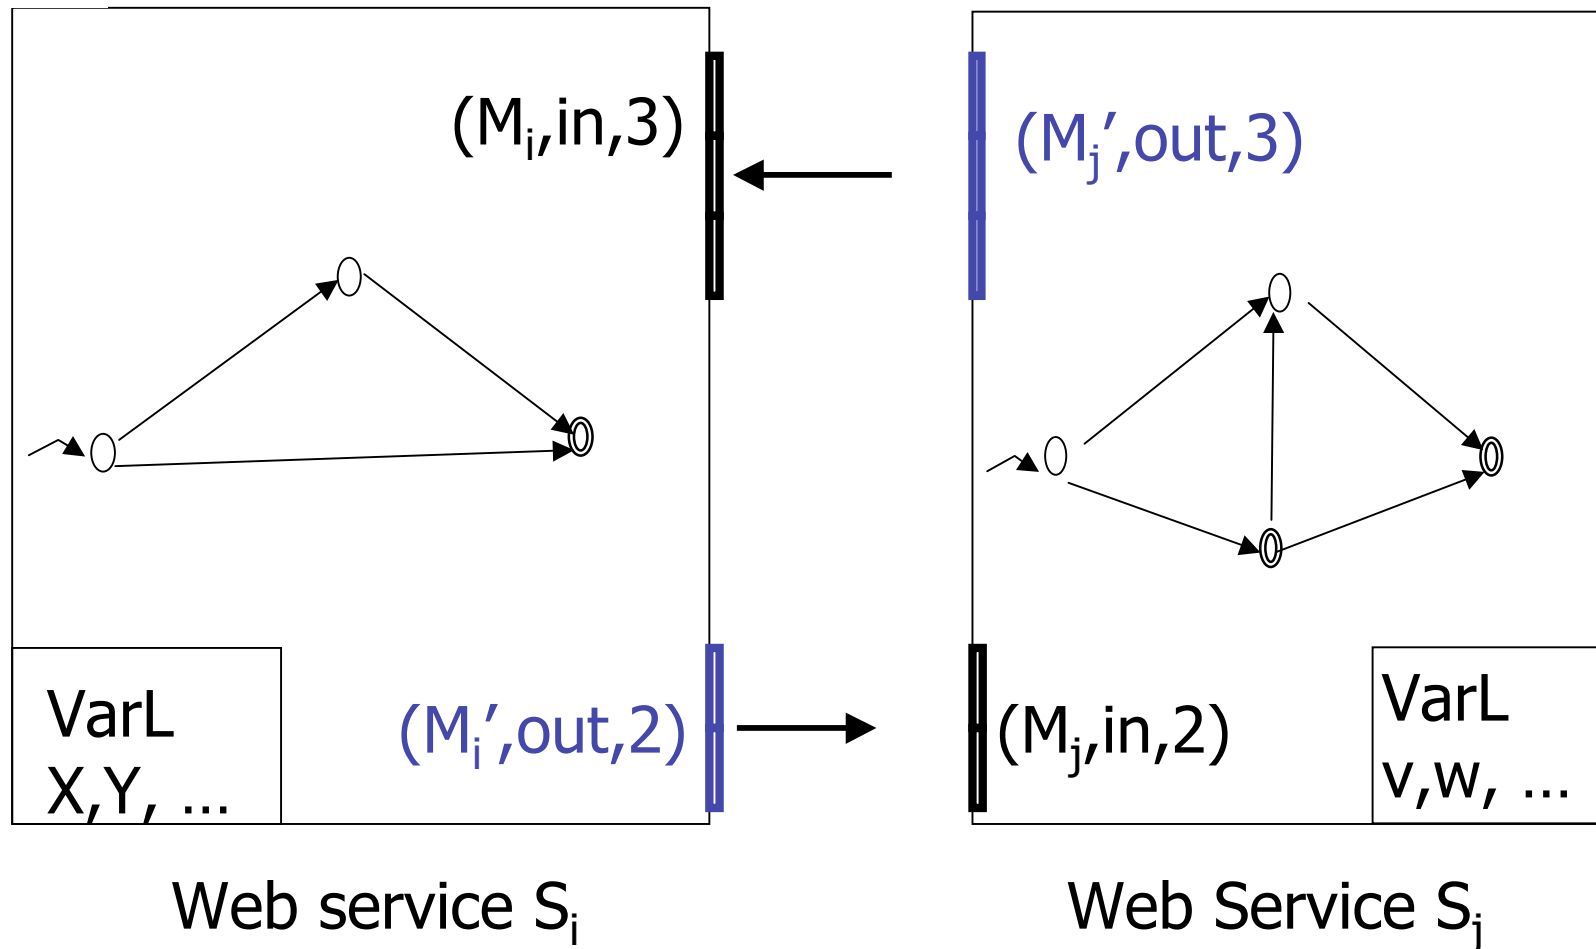 (Mᵢ,in,3)
(Mⱼ′,out,3)
VarL
X,Y, ...
(Mᵢ′,out,2)
(Mⱼ,in,2)
VarL
v,w, ...
Web service Sᵢ
Web Service Sⱼ